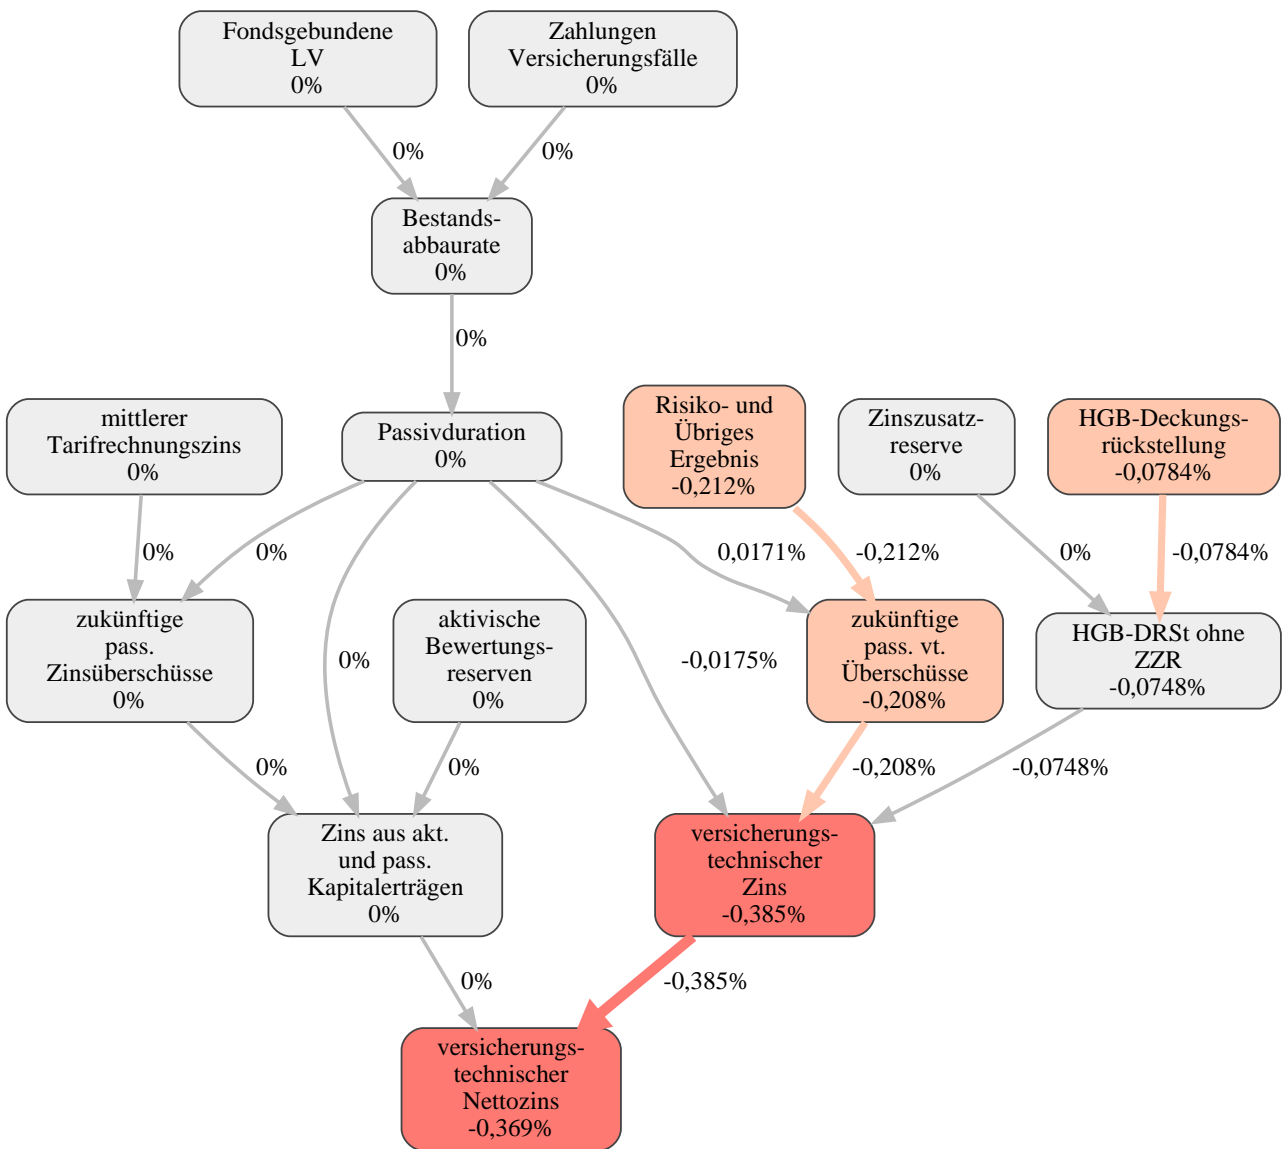 Fondsgebundene
LV
0%
Zahlungen
Versicherungsfälle
0%
0%
0%
Bestands-
abbaurate
0%
0%
mittlerer
Tarifrechnungszins
0%
Passivduration
0%
Risiko- und
Übriges
Ergebnis
-0,212%
Zinszusatz-
reserve
0%
HGB-Deckungs-
rückstellung
-0,0784%
0%
0%
0,0171%
-0,212%
0%
-0,0784%
zukünftige
pass.
Zinsüberschüsse
0%
0%
aktivische
Bewertungs-
reserven
0%
-0,0175%
zukünftige
pass. vt.
Überschüsse
-0,208%
HGB-DRSt ohne
ZZR
-0,0748%
0%
0%
-0,208%
-0,0748%
Zins aus akt.
und pass.
Kapitalerträgen
0%
versicherungs-
technischer
Zins
-0,385%
0%
-0,385%
versicherungs-
technischer
Nettozins
-0,369%